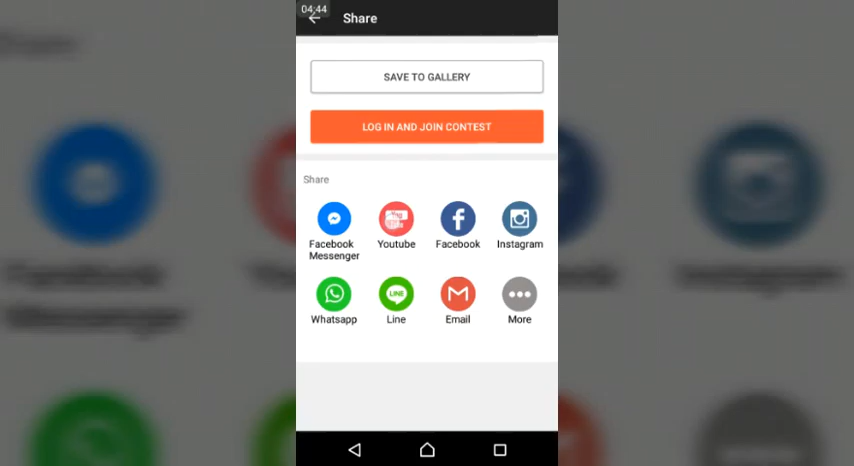 04:44
Share
SAVE TO GALLERY
LOG IN AND JOIN CONTEST
Share
Facebook
Messenger
Youtube
Facebook
Instagram
LINE
Whatsapp
Line
Email
More